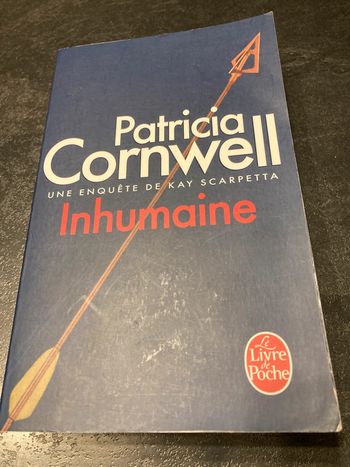 Patricia
Cornwell
UNE ENQUÊTE DE KAY SCARPETTA
Inhumaine
Le
Livre
de
Poche